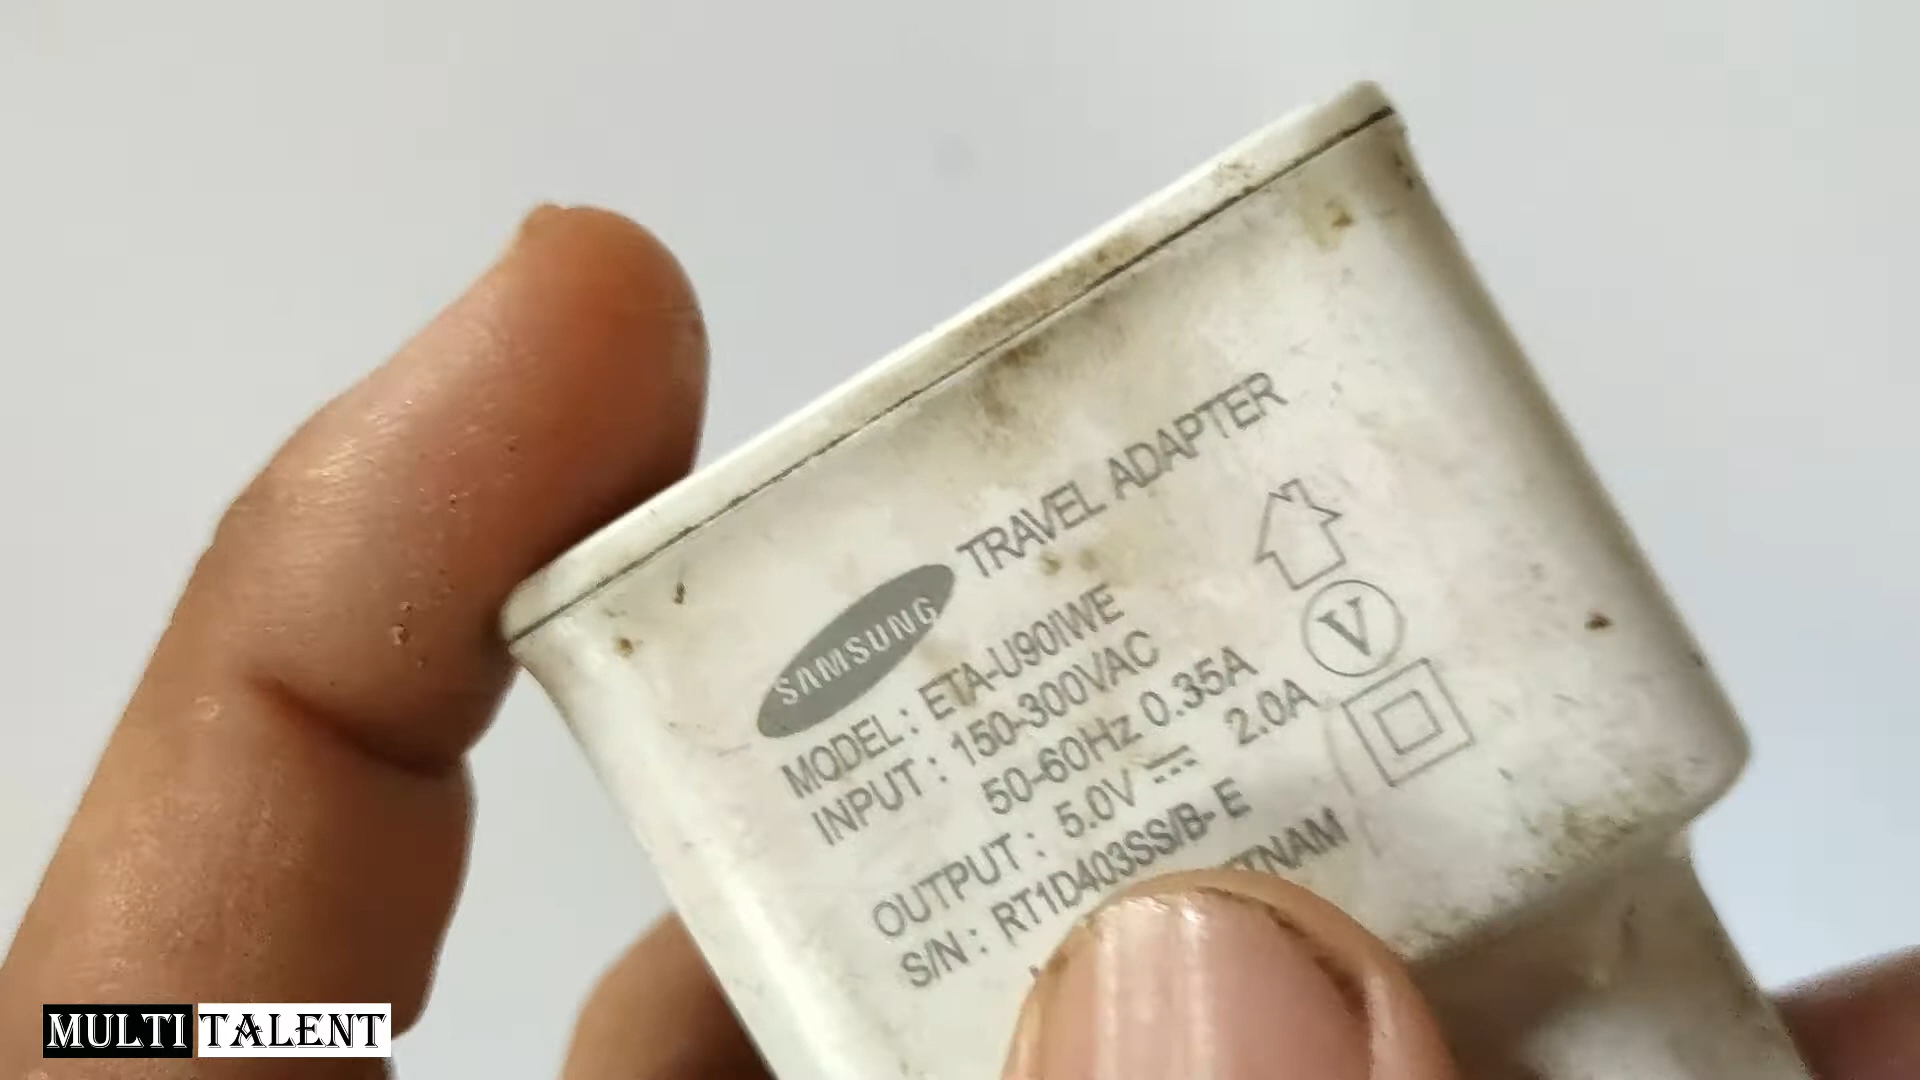 SAMSUNG TRAVEL ADAPTER
MODEL : ETA-U90IWE
INPUT : 150-300VAC
50-60Hz 0.35A
OUTPUT : 5.0V ⎓ 2.0A
S/N : RT1D403SS/B- E
V
MULTI TALENT